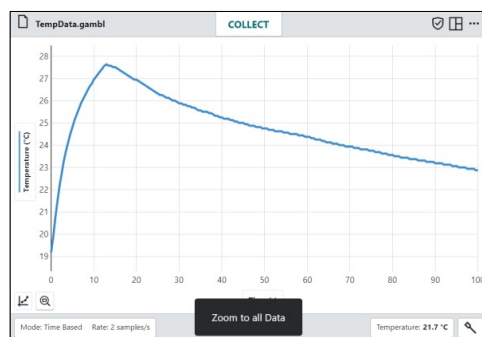 TempData.gambl
COLLECT
28
27
26
25
24
23
22
21
20
19
Temperature (°C)
0 10 20 30 40 50 60 70 80 90 100
Zoom to all Data
Mode: Time Based Rate: 2 samples/s
Temperature: 21.7 °C